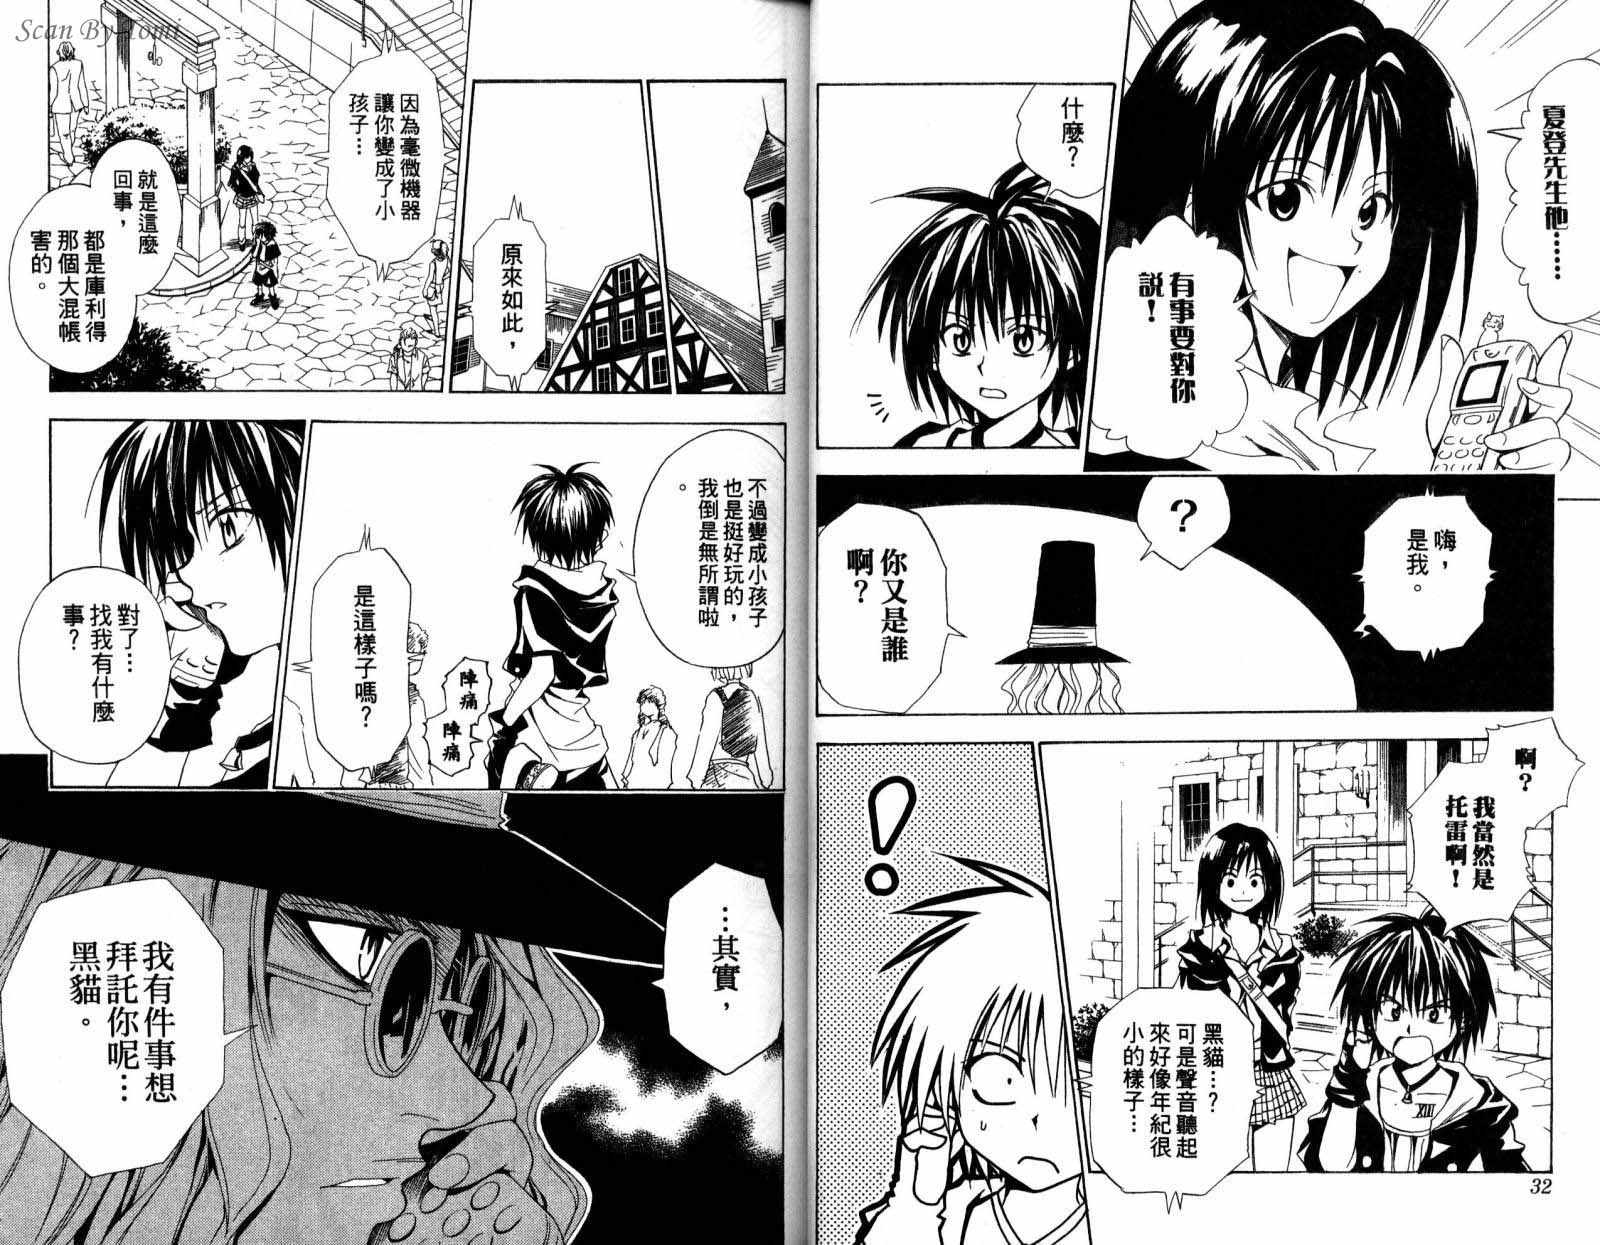 Scan By Tomi
夏登先生他……
有事要對你
說！
什麼？
嗨，
是我。
？
你又是誰
啊？
啊？
我當然是
托雷啊！
黑貓…？
可是聲音聽起
來好像年紀很
小的樣子…
XIII
32
原來如此，
因為毫微機器
讓你變成了小
孩子…
就是這麼
回事，
都是庫利得
那個大混帳
害的。
不過變成小孩子
也是挺好玩的，
我倒是無所謂啦
。
是這樣子嗎？
陣痛
陣痛
對了…
找我有什麼
事？
…其實，
我有件事想
拜託你呢…
黑貓。